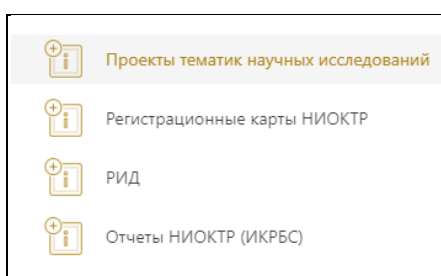 Проекты тематик научных исследований
Регистрационные карты НИОКТР
РИД
Отчеты НИОКТР (ИКРБС)